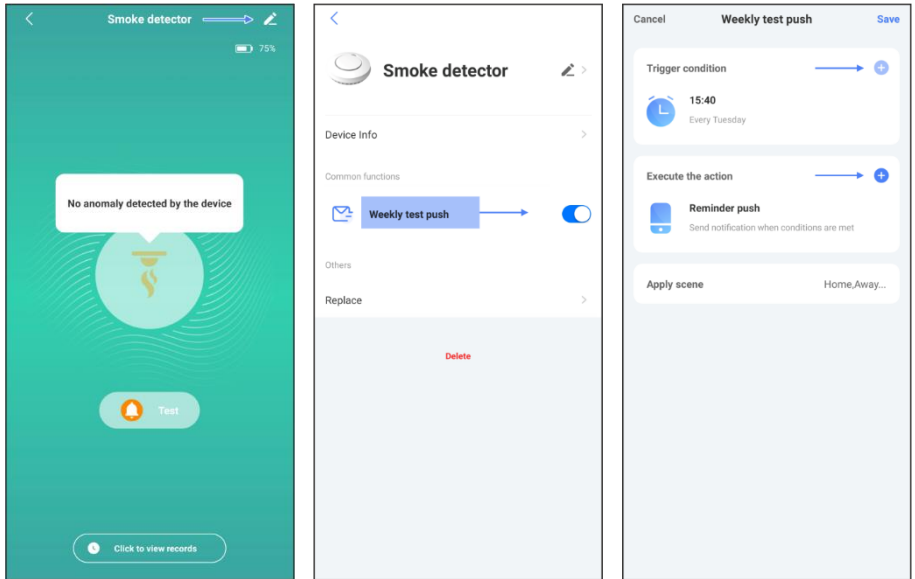 Smoke detector
75%
No anomaly detected by the device
Test
Click to view records
Smoke detector
Device Info
Common functions
Weekly test push
Others
Replace
Delete
Cancel
Weekly test push
Save
Trigger condition
15:40
Every Tuesday
Execute the action
Reminder push
Send notification when conditions are met
Apply scene
Home,Away...